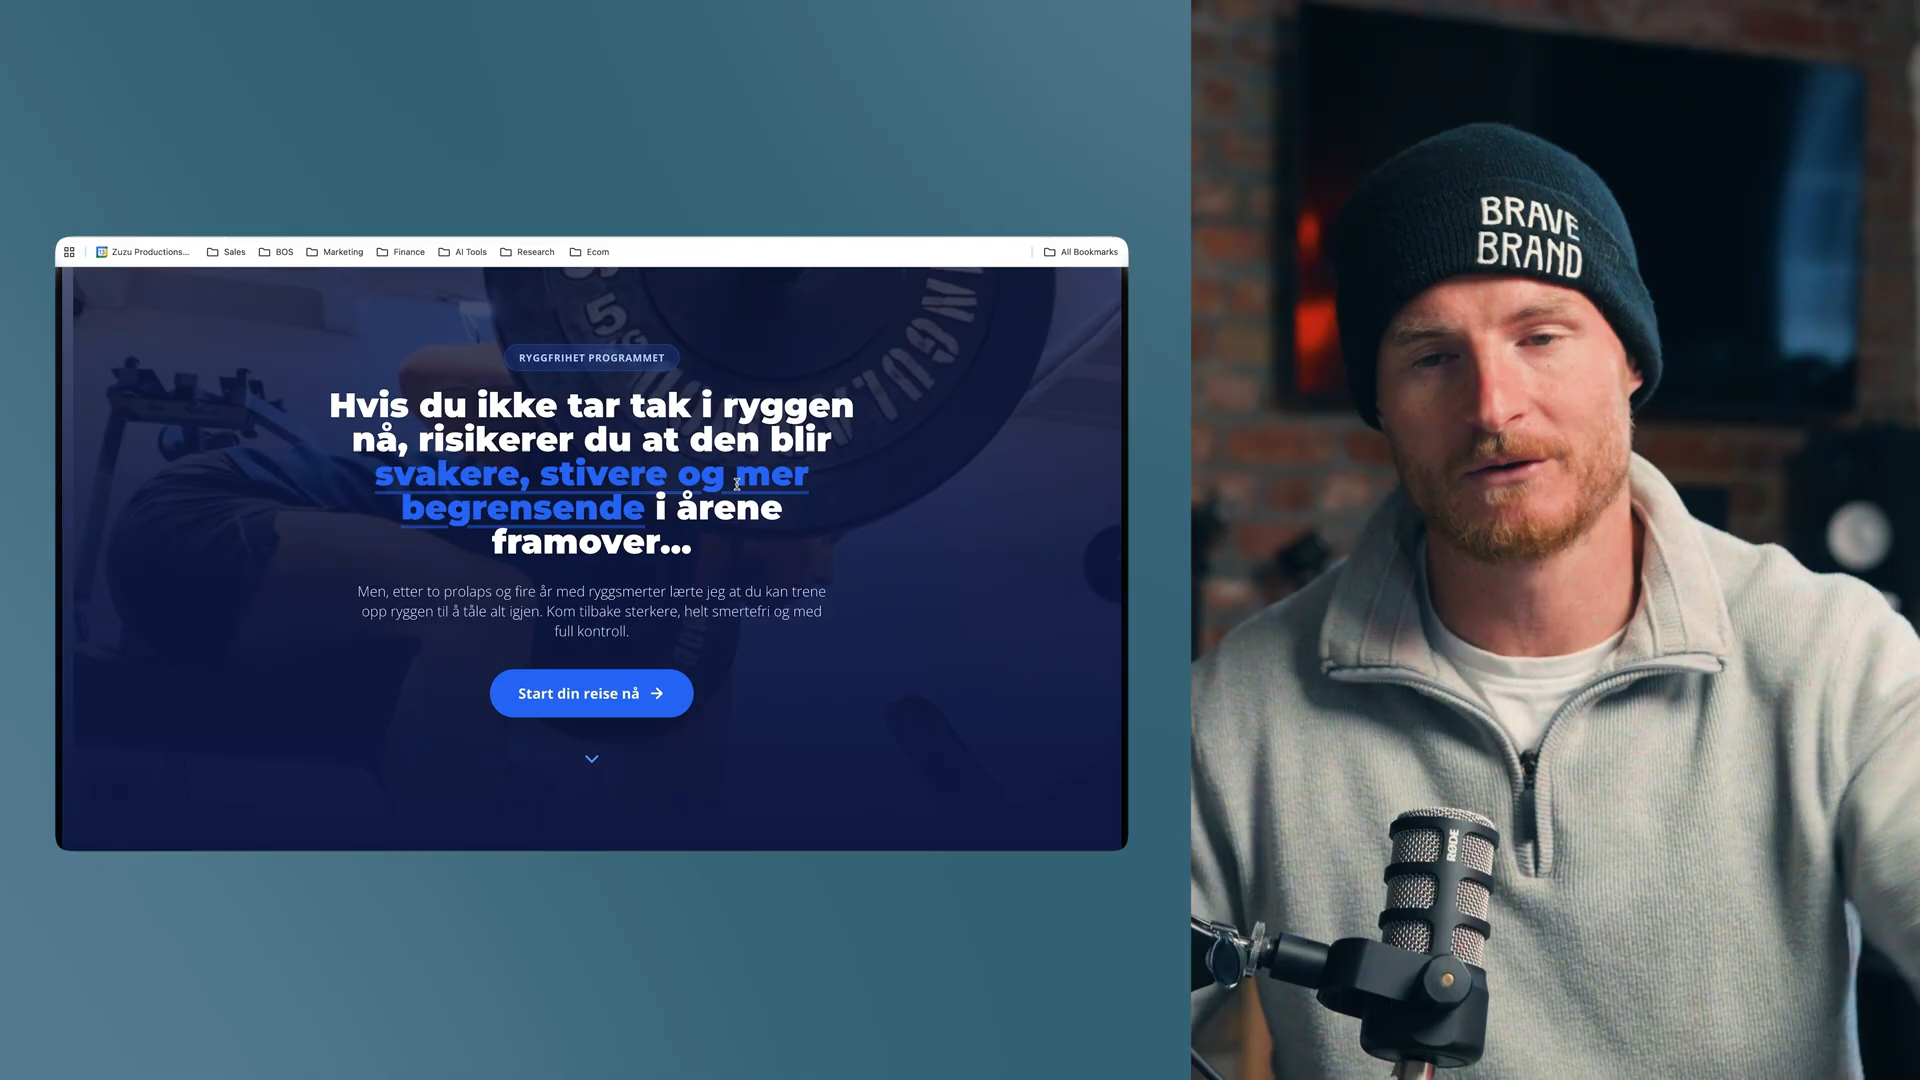 Zuzu Productions...
Sales
BOS
Marketing
Finance
AI Tools
Research
Ecom
All Bookmarks
RYGGFRIHET PROGRAMMET
Hvis du ikke tar tak i ryggen
nå, risikerer du at den blir
svakere, stivere og mer
begrensende i årene
framover...
Men, etter to prolaps og fire år med ryggsmerter lærte jeg at du kan trene
opp ryggen til å tåle alt igjen. Kom tilbake sterkere, helt smertefri og med
full kontroll.
Start din reise nå
BRAVE
BRAND
RØDE